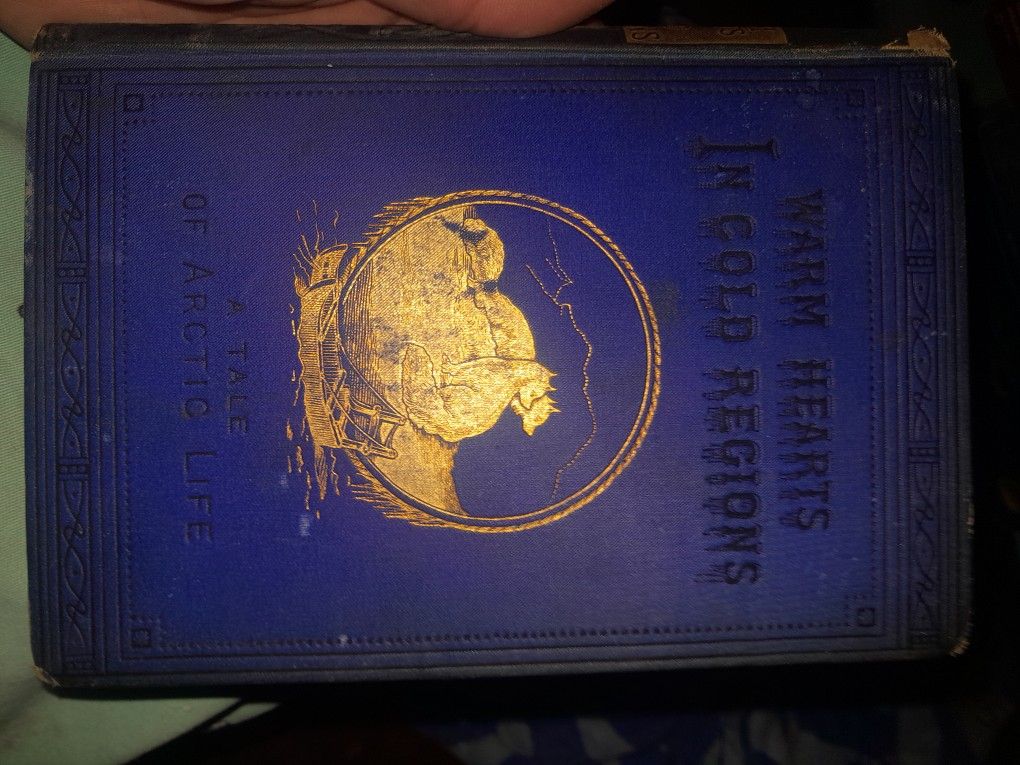 WARM HEARTS
IN COLD REGIONS
A TALE
OF ARCTIC LIFE